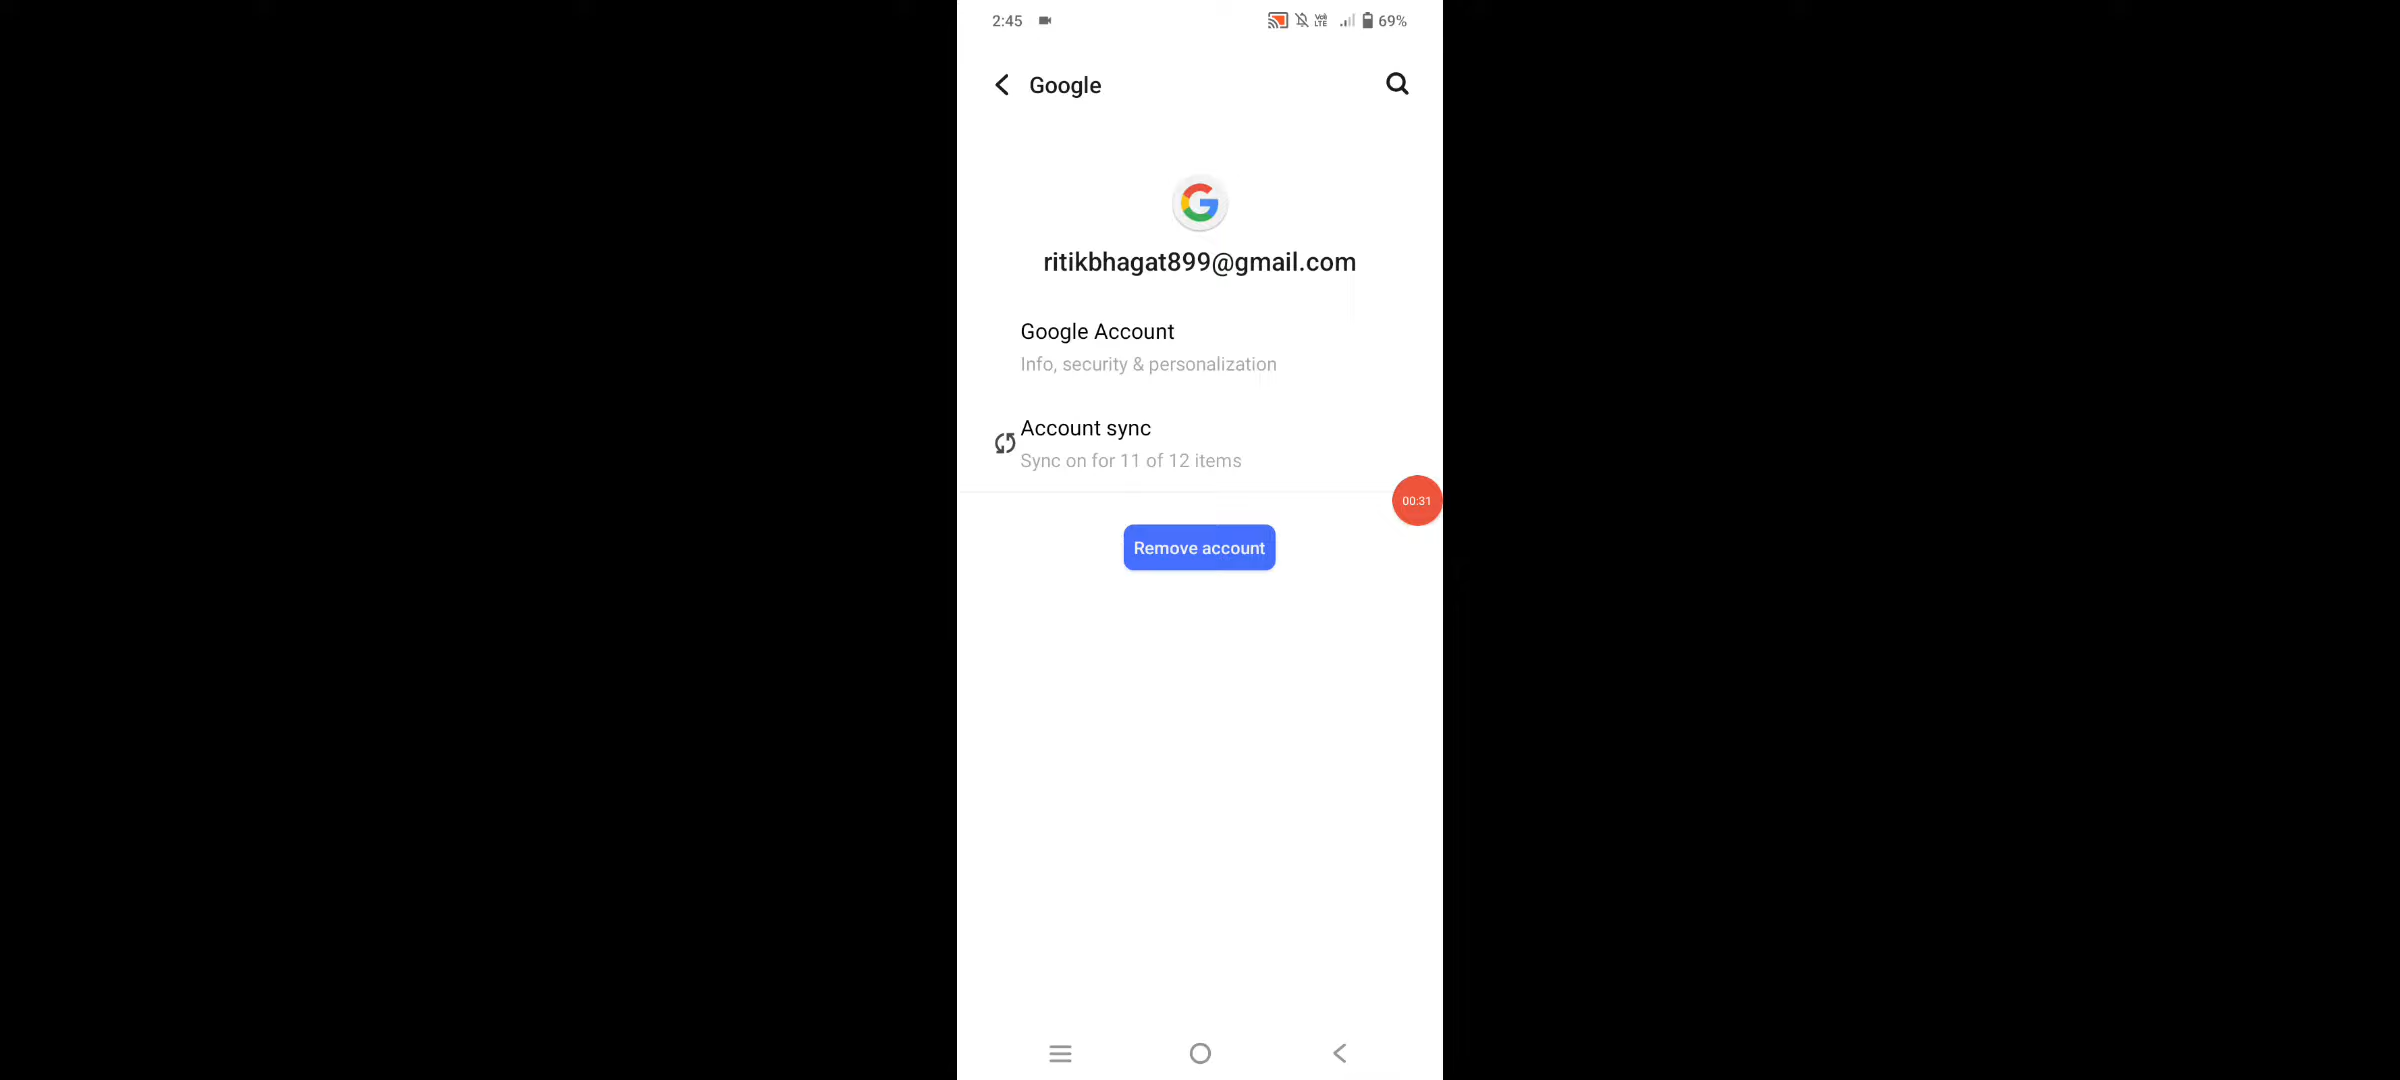 2:45 69%
Google
ritikbhagat899@gmail.com
Google Account
Info, security & personalization
Account sync
Sync on for 11 of 12 items
00:31
Remove account